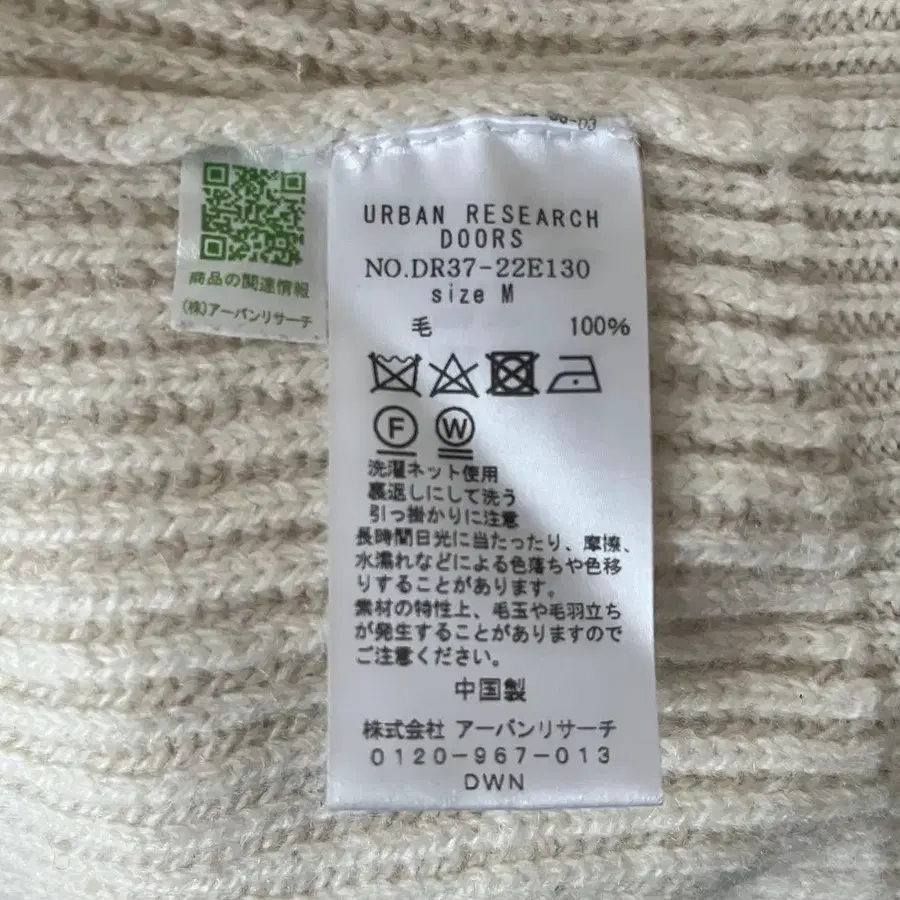 商品の関連情報
(株)アーバンリサーチ
URBAN RESEARCH
DOORS
NO.DR37-22E130
size M
毛 100%
F W
洗濯ネット使用
裏返しにして洗う
引っ掛かりに注意
長時間日光に当たったり、摩擦、
水濡れなどによる色落ちや色移
りすることがあります。
素材の特性上、毛玉や毛羽立ち
が発生することがありますので
ご注意ください。
中国製
株式会社 アーバンリサーチ
0120-967-013
DWN